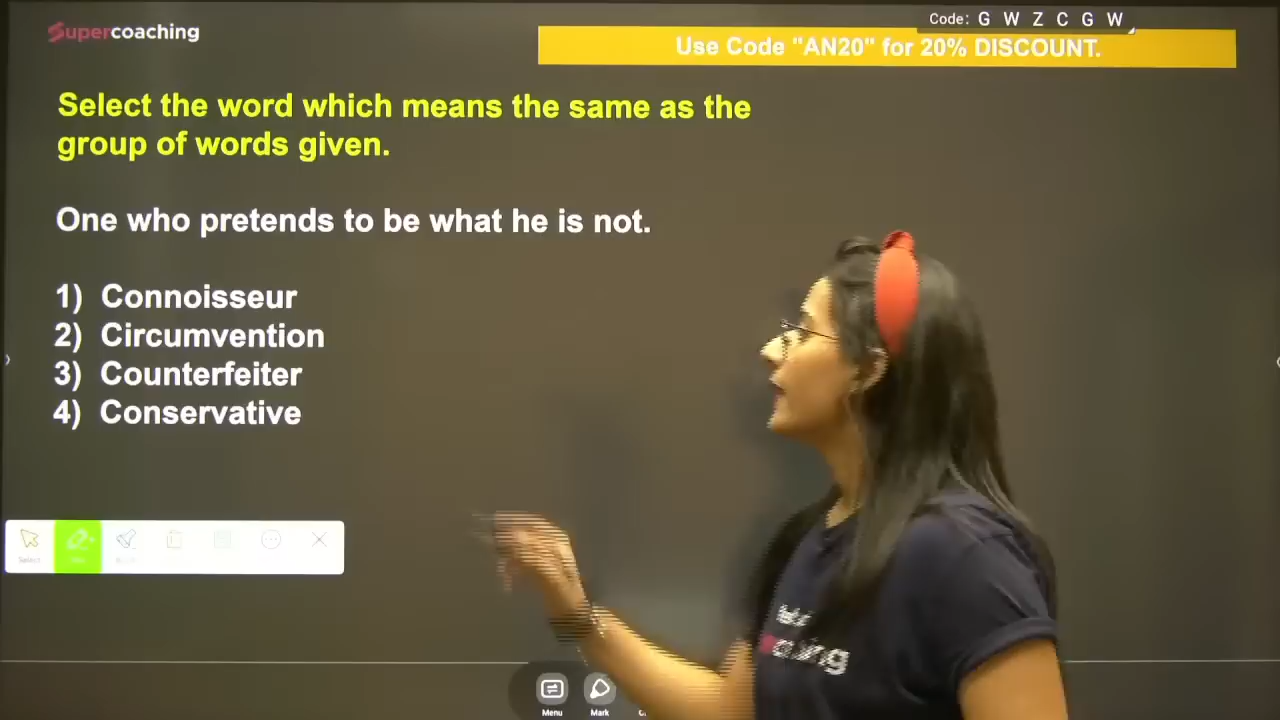 Supercoaching
Code: G W Z C G W
Use Code "AN20" for 20% DISCOUNT.
Select the word which means the same as the
group of words given.
One who pretends to be what he is not.
1) Connoisseur
2) Circumvention
3) Counterfeiter
4) Conservative
Select
Menu
Mark